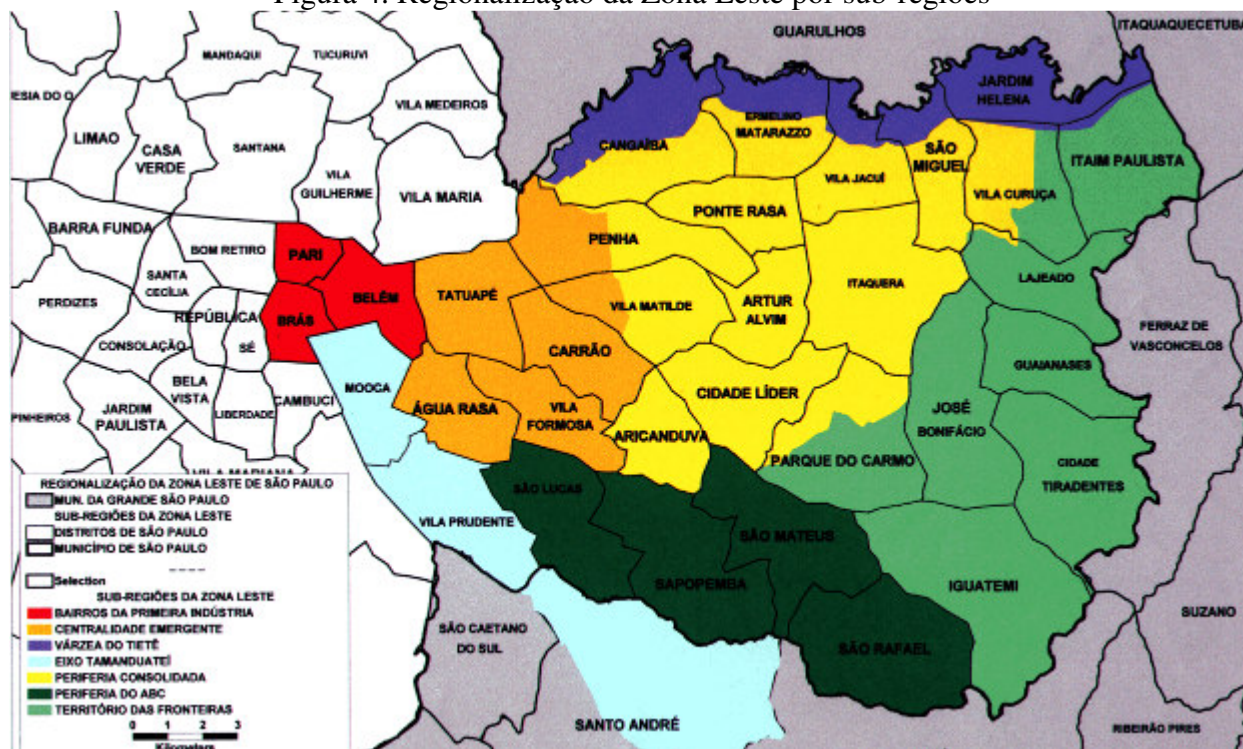 Figura 4. Regionalização da Zona Leste por sub-regiões
GUARULHOS
ITAQUAQUECETUBA
MANDAQUI
TUCURUVI
ESIA DO O
VILA MEDEIROS
JARDIM
HELENA
LIMAO
CASA
VERDE
SANTANA
CANGAÍBA
ERMELINO
MATARAZZO
SÃO
MIGUEL
ITAIM PAULISTA
VILA
GUILHERME
VILA MARIA
VILA JACUÍ
VILA CURUÇA
BARRA FUNDA
BOM RETIRO
PARI
PENHA
PONTE RASA
SANTA
CECÍLIA
PERDIZES
BELÉM
TATUAPÉ
VILA MATILDE
ARTUR
ALVIM
ITAQUERA
LAJEADO
REPÚBLICA
BRÁS
SÉ
CONSOLAÇÃO
CARRÃO
FERRAZ DE
VASCONCELOS
BELA
VISTA
MOOCA
CIDADE LÍDER
GUAIANASES
PINHEIROS
JARDIM
PAULISTA
LIBERDADE
CAMBUCI
ÁGUA RASA
VILA
FORMOSA
ARICANDUVA
JOSÉ
BONIFÁCIO
PARQUE DO CARMO
CIDADE
TIRADENTES
VILA MARIANA
SÃO LUCAS
VILA PRUDENTE
SÃO MATEUS
SAPOPEMBA
IGUATEMI
SUZANO
SÃO CAETANO
DO SUL
SÃO RAFAEL
SANTO ANDRÉ
RIBEIRÃO PIRES
REGIONALIZAÇÃO DA ZONA LESTE DE SÃO PAULO
MUN. DA GRANDE SÃO PAULO
SUB-REGIÕES DA ZONA LESTE
DISTRITOS DE SÃO PAULO
MUNICÍPIO DE SÃO PAULO
Selection
SUB-REGIÕES DA ZONA LESTE
BAIRROS DA PRIMEIRA INDÚSTRIA
CENTRALIDADE EMERGENTE
VÁRZEA DO TIETÊ
EIXO TAMANDUATEÍ
PERIFERIA CONSOLIDADA
PERIFERIA DO ABC
TERRITÓRIO DAS FRONTEIRAS
0 1 2 3
Kilometers